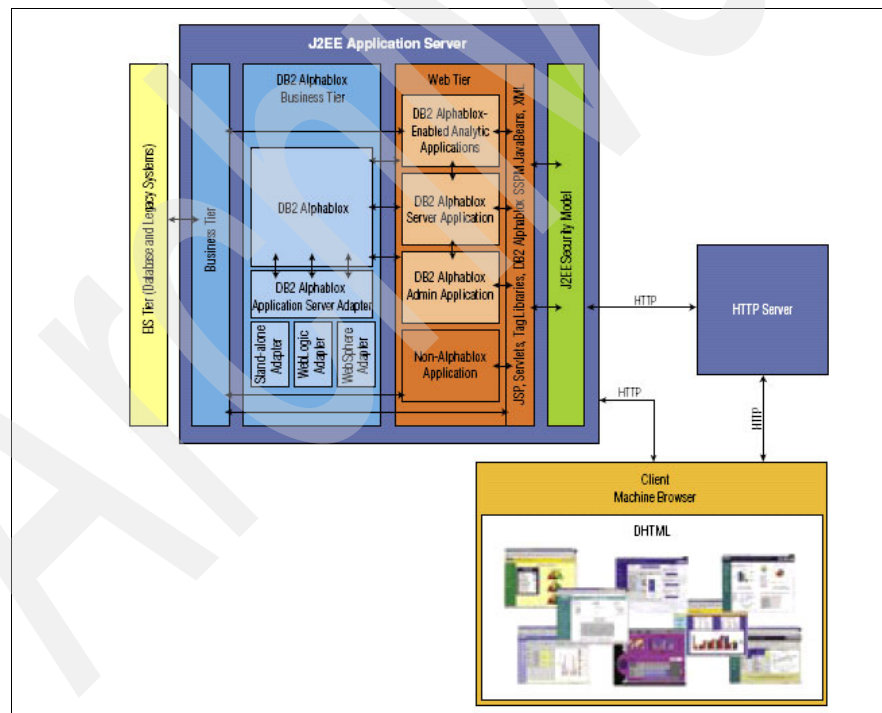 J2EE Application Server
EIS Tier (Database and Legacy Systems)
Business Tier
DB2 Alphablox
Business Tier
DB2 Alphablox
DB2 Alphablox
Application Server Adapter
Stand-alone
Adapter
WebLogic
Adapter
WebSphere
Adapter
Web Tier
DB2 Alphablox-
Enabled Analytic
Applications
DB2 Alphablox
Server Application
DB2 Alphablox
Admin Application
Non-Alphablox
Application
JSP, Servlets, Tag Libraries, DB2 Alphablox SSPM JavaBeans, XML
J2EE Security Model
HTTP
HTTP Server
HTTP
HTTP
Client
Machine Browser
DHTML